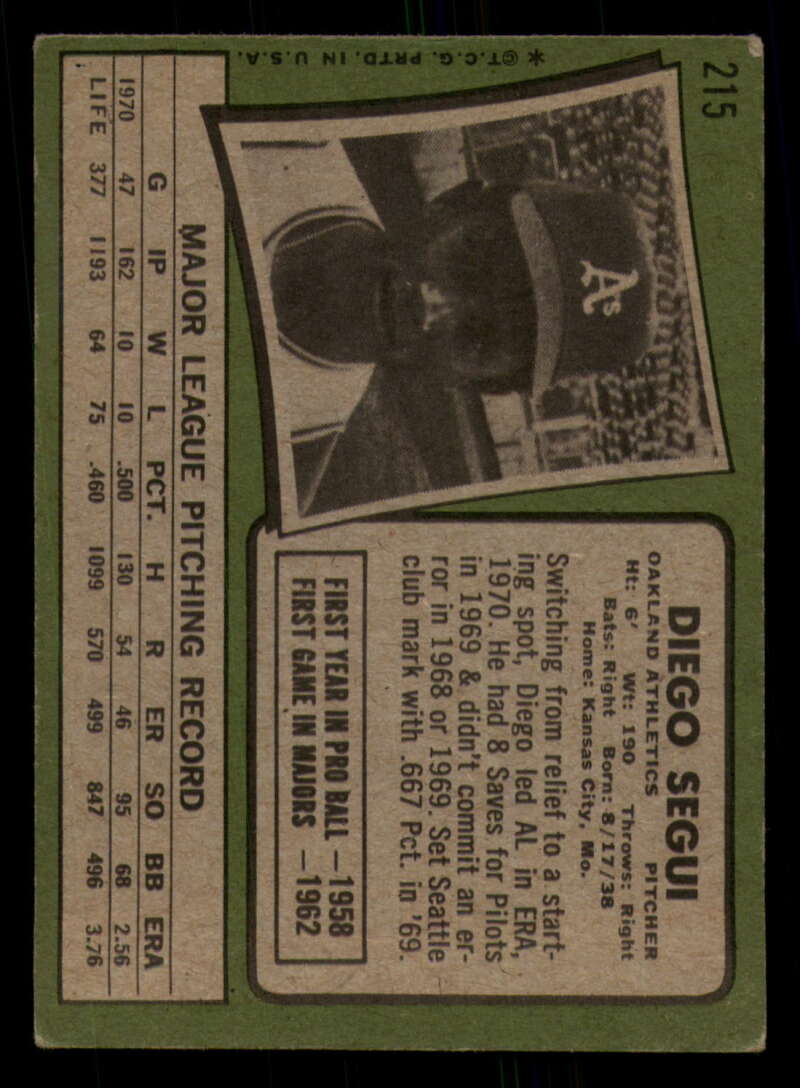 215
A's
DIEGO SEGUI
OAKLAND ATHLETICS PITCHER
Ht: 6' Wt: 190 Throws: Right
Bats: Right Born: 8/17/38
Home: Kansas City, Mo.
Switching from relief to a start-
ing spot, Diego led AL in ERA,
1970. He had 8 Saves for Pilots
in 1969 & didn't commit an er-
ror in 1968 or 1969. Set Seattle
club mark with .667 Pct. in '69.
FIRST YEAR IN PRO BALL —1958
FIRST GAME IN MAJORS —1962
MAJOR LEAGUE PITCHING RECORD
G IP W L PCT. H R ER SO BB ERA
1970 47 162 10 10 .500 130 54 46 95 68 2.56
LIFE 377 1193 64 75 .460 1099 570 499 847 496 3.76
*©T.C.G. PRTD. IN U.S.A.